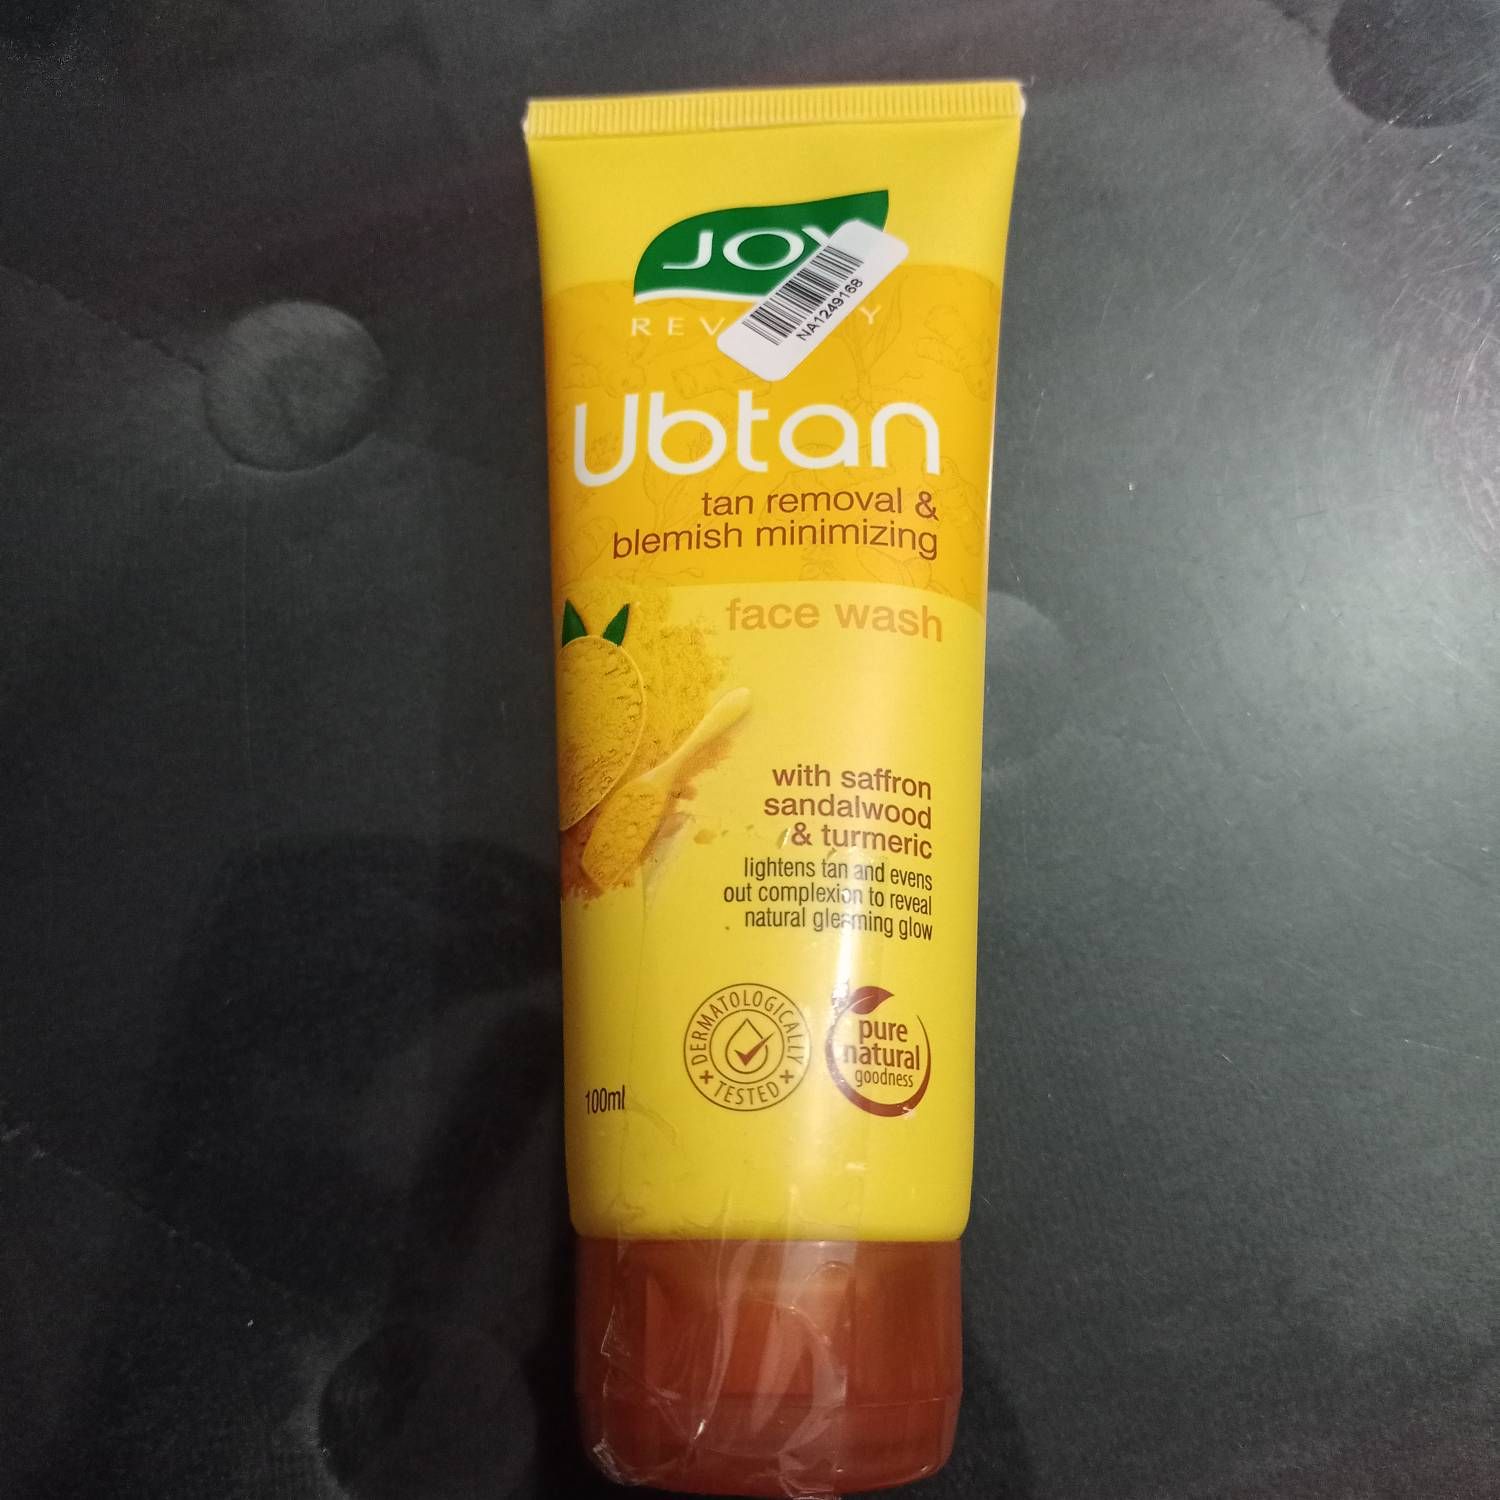 JOY
NA1249168
Ubtan
tan removal &
blemish minimizing
face wash
with saffron
sandalwood
& turmeric
lightens tan and evens
out complexion to reveal
natural gleaming glow
DERMATOLOGICALLY
+ TESTED +
pure
natural
goodness
100ml